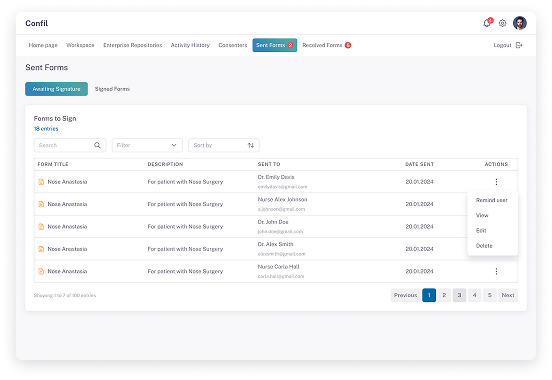 Confil
Home page Workspace Enterprise Repositories Activity History Consenters Sent Forms Received Forms Logout
Sent Forms
Awaiting Signature Signed Forms
Forms to Sign
18 entries
Search Filter Sort by
FORM TITLE DESCRIPTION SENT TO DATE SENT ACTIONS
Nose Anastasia For patient with Nose Surgery Dr. Emily Davis 20.01.2024
emilydavis@gmail.com
Nose Anastasia For patient with Nose Surgery Nurse Alex Johnson 20.01.2024
a.johnson@gmail.com
Nose Anastasia For patient with Nose Surgery Dr. John Doe 20.01.2024
john.doe@gmail.com
Nose Anastasia For patient with Nose Surgery Dr. Alex Smith 20.01.2024
alexsmith@gmail.com
Nose Anastasia For patient with Nose Surgery Nurse Carla Hall 20.01.2024
carla.hall@gmail.com
Remind user
View
Edit
Delete
Showing 1 to 7 of 100 entries Previous 1 2 3 4 5 Next